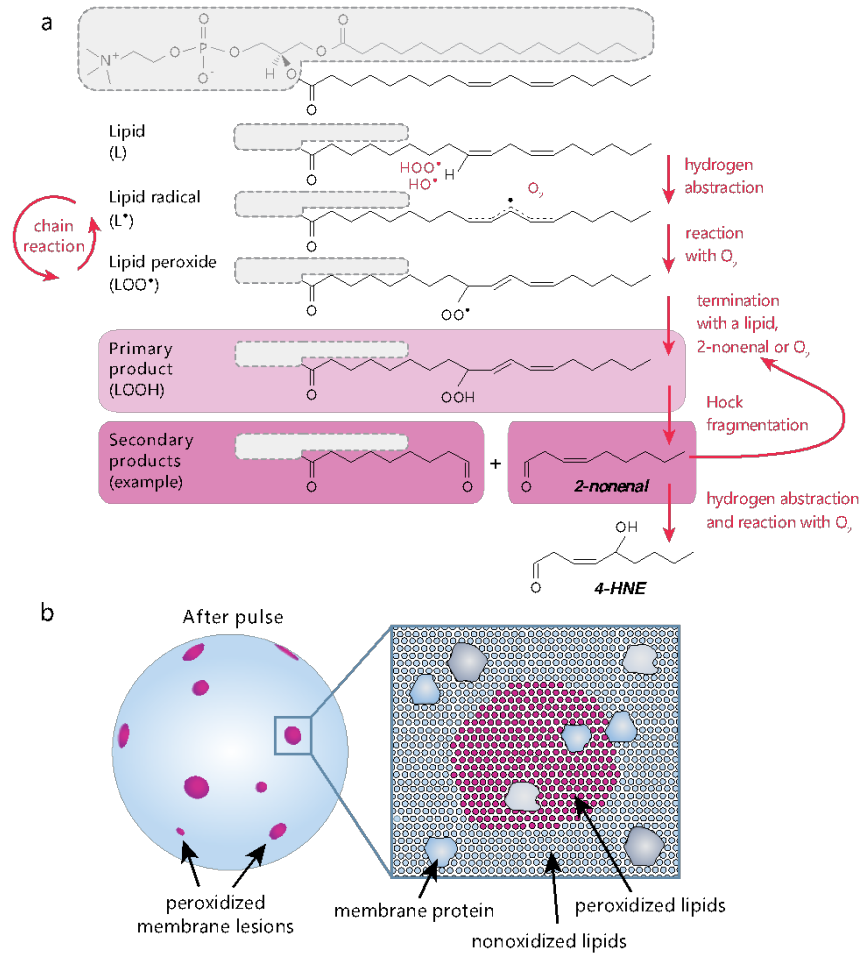 a
O
O
P
O
O
O
N+
O-
H
O
O
Lipid
(L)
HOO•
HO•
H
O
hydrogen
abstraction
chain
reaction
Lipid radical
(L•)
O₂
O
reaction
with O₂
Lipid peroxide
(LOO•)
O
OO•
termination
with a lipid,
2-nonenal or O₂
Primary
product
(LOOH)
O
OOH
Hock
fragmentation
Secondary
products
(example)
O
O
+
O
2-nonenal
hydrogen abstraction
and reaction with O₂
OH
O
4-HNE
b
After pulse
peroxidized
membrane lesions
membrane protein
peroxidized lipids
nonoxidized lipids